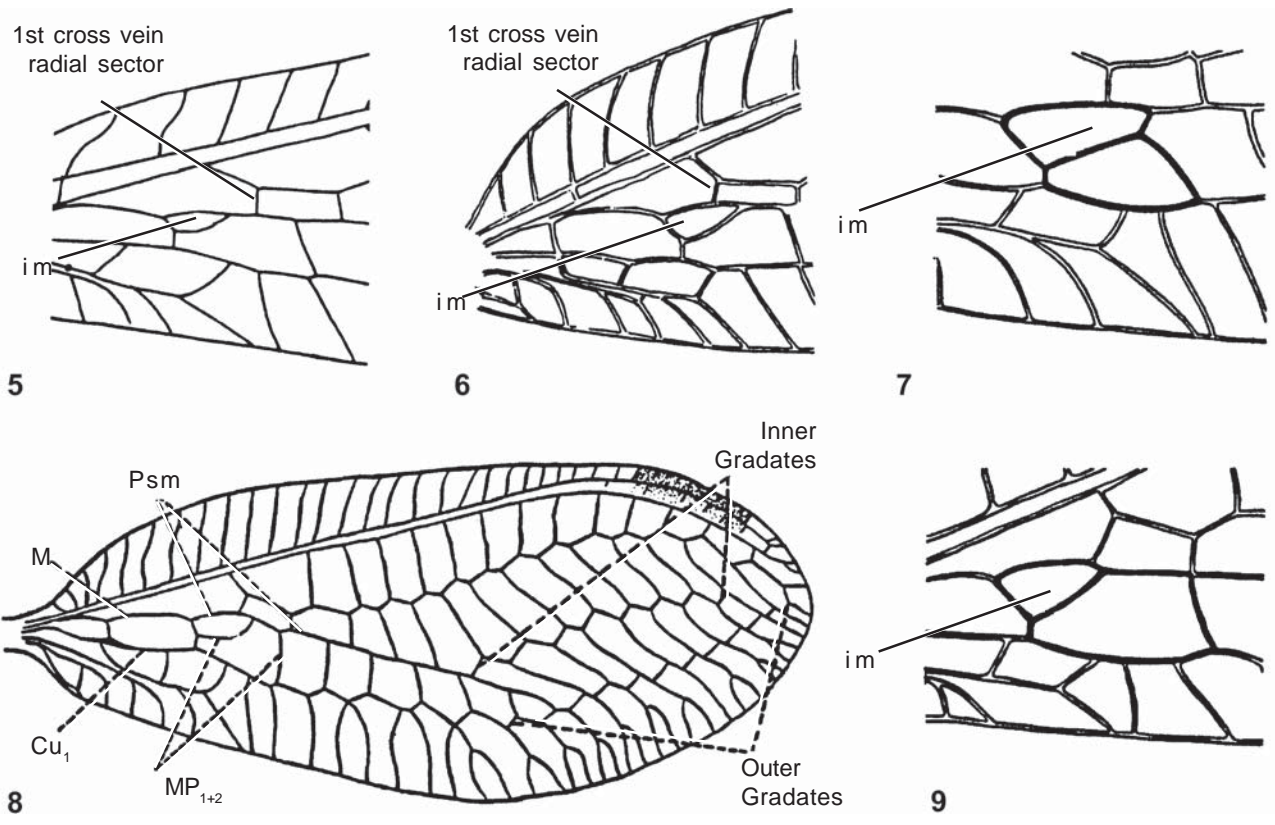 1st cross vein
radial sector
im
5
1st cross vein
radial sector
im
6
im
7
Psm
M
Cu₁
MP₁₊₂
Inner
Gradates
Outer
Gradates
8
im
9